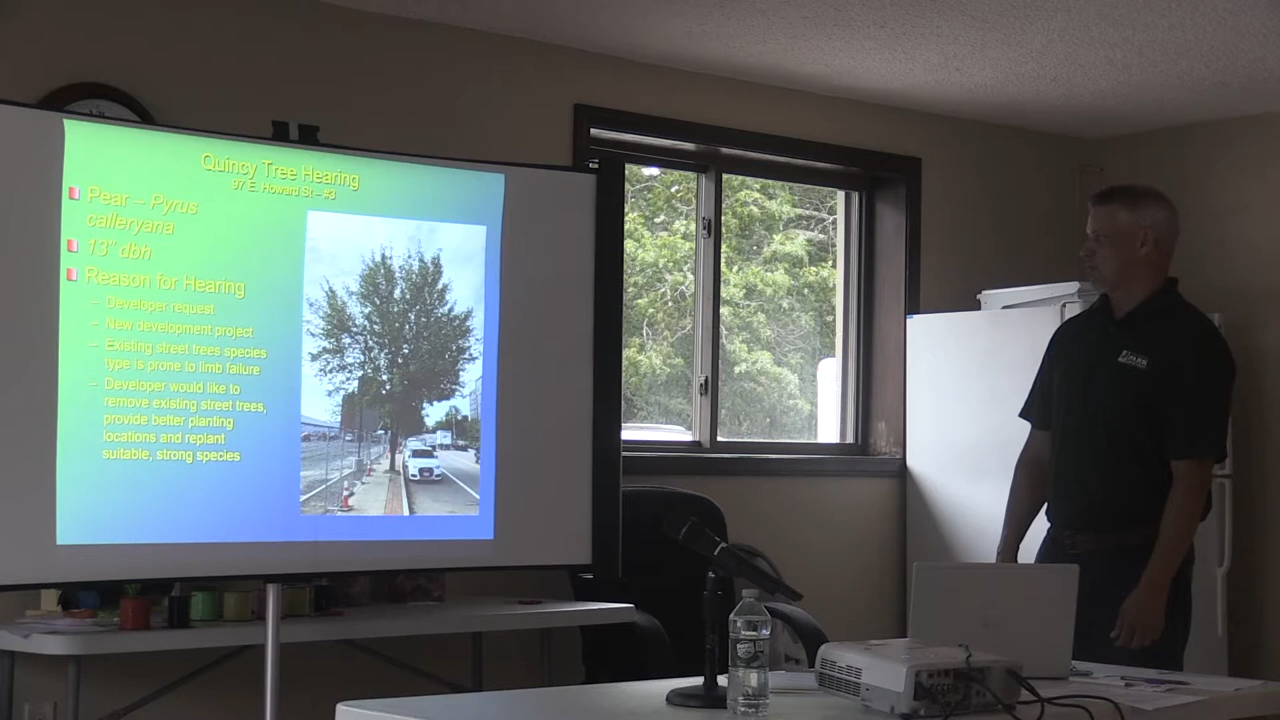 Quincy Tree Hearing
97 E. Howard St – #3
Pear – Pyrus
calleryana
13" dbh
Reason for Hearing
– Developer request
– New development project
– Existing street trees species
type is prone to limb failure
– Developer would like to
remove existing street trees,
provide better planting
locations and replant
suitable, strong species
PARK